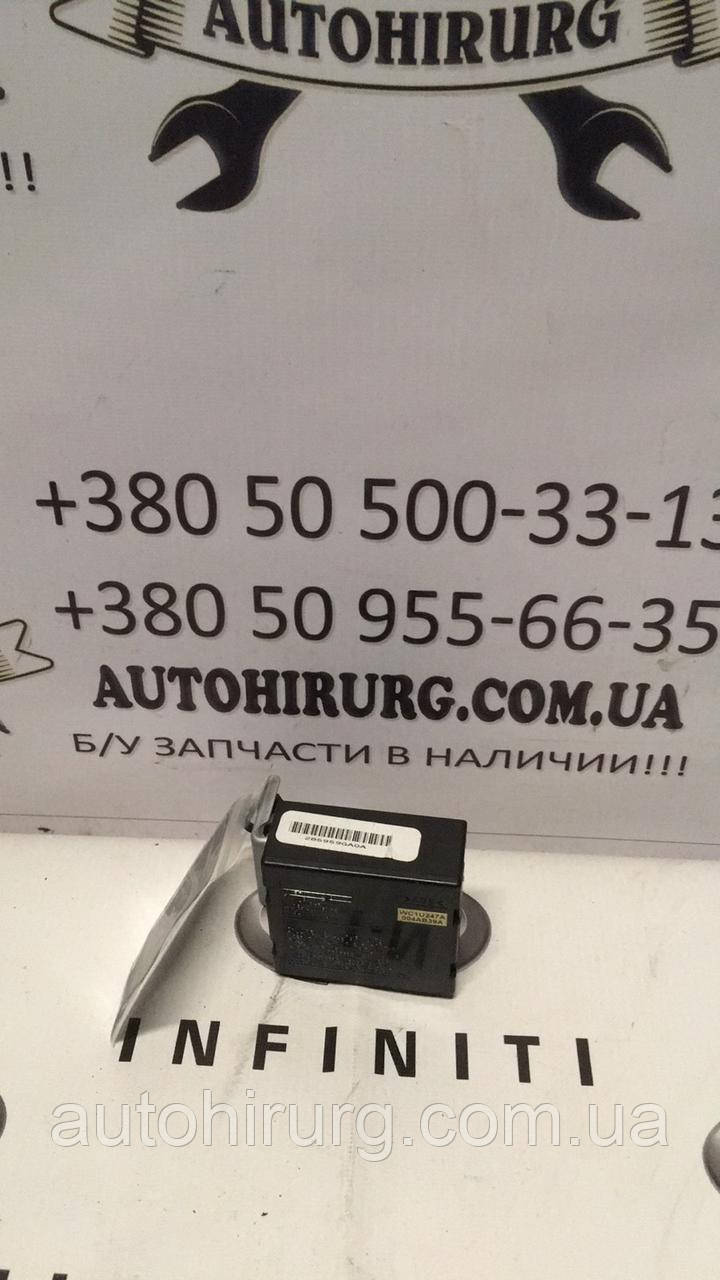 AUTOHIRURG
!!
+380 50 500-33-13
+380 50 955-66-35
AUTOHIRURG.COM.UA
Б/У ЗАПЧАСТИ В НАЛИЧИИ!!!
285959GA0A
WC1U247A
004AB39A
INFINITI
autohirurg.com.ua